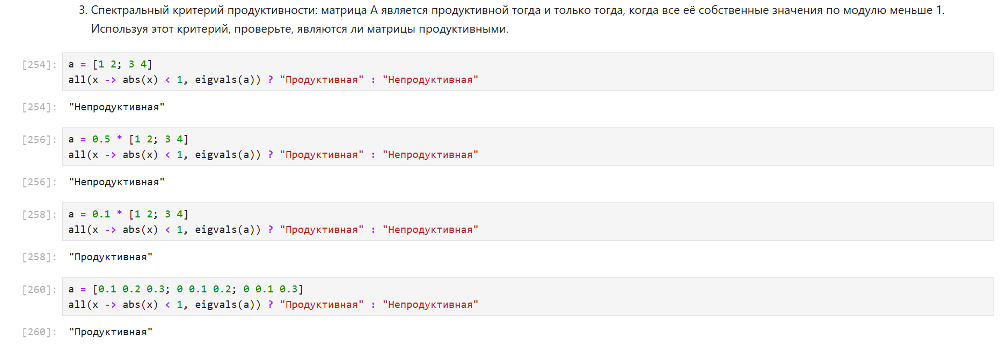 3. Спектральный критерий продуктивности: матрица A является продуктивной тогда и только тогда, когда все её собственные значения по модулю меньше 1.
Используя этот критерий, проверьте, являются ли матрицы продуктивными.
[254]: a = [1 2; 3 4]
all(x -> abs(x) < 1, eigvals(a)) ? "Продуктивная" : "Непродуктивная"
[254]: "Непродуктивная"
[256]: a = 0.5 * [1 2; 3 4]
all(x -> abs(x) < 1, eigvals(a)) ? "Продуктивная" : "Непродуктивная"
[256]: "Непродуктивная"
[258]: a = 0.1 * [1 2; 3 4]
all(x -> abs(x) < 1, eigvals(a)) ? "Продуктивная" : "Непродуктивная"
[258]: "Продуктивная"
[260]: a = [0.1 0.2 0.3; 0 0.1 0.2; 0 0.1 0.3]
all(x -> abs(x) < 1, eigvals(a)) ? "Продуктивная" : "Непродуктивная"
[260]: "Продуктивная"